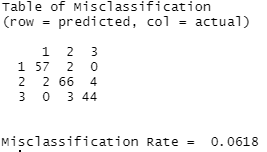 Table of Misclassification
(row = predicted, col = actual)
1 2 3
1 57 2 0
2 2 66 4
3 0 3 44
Misclassification Rate = 0.0618